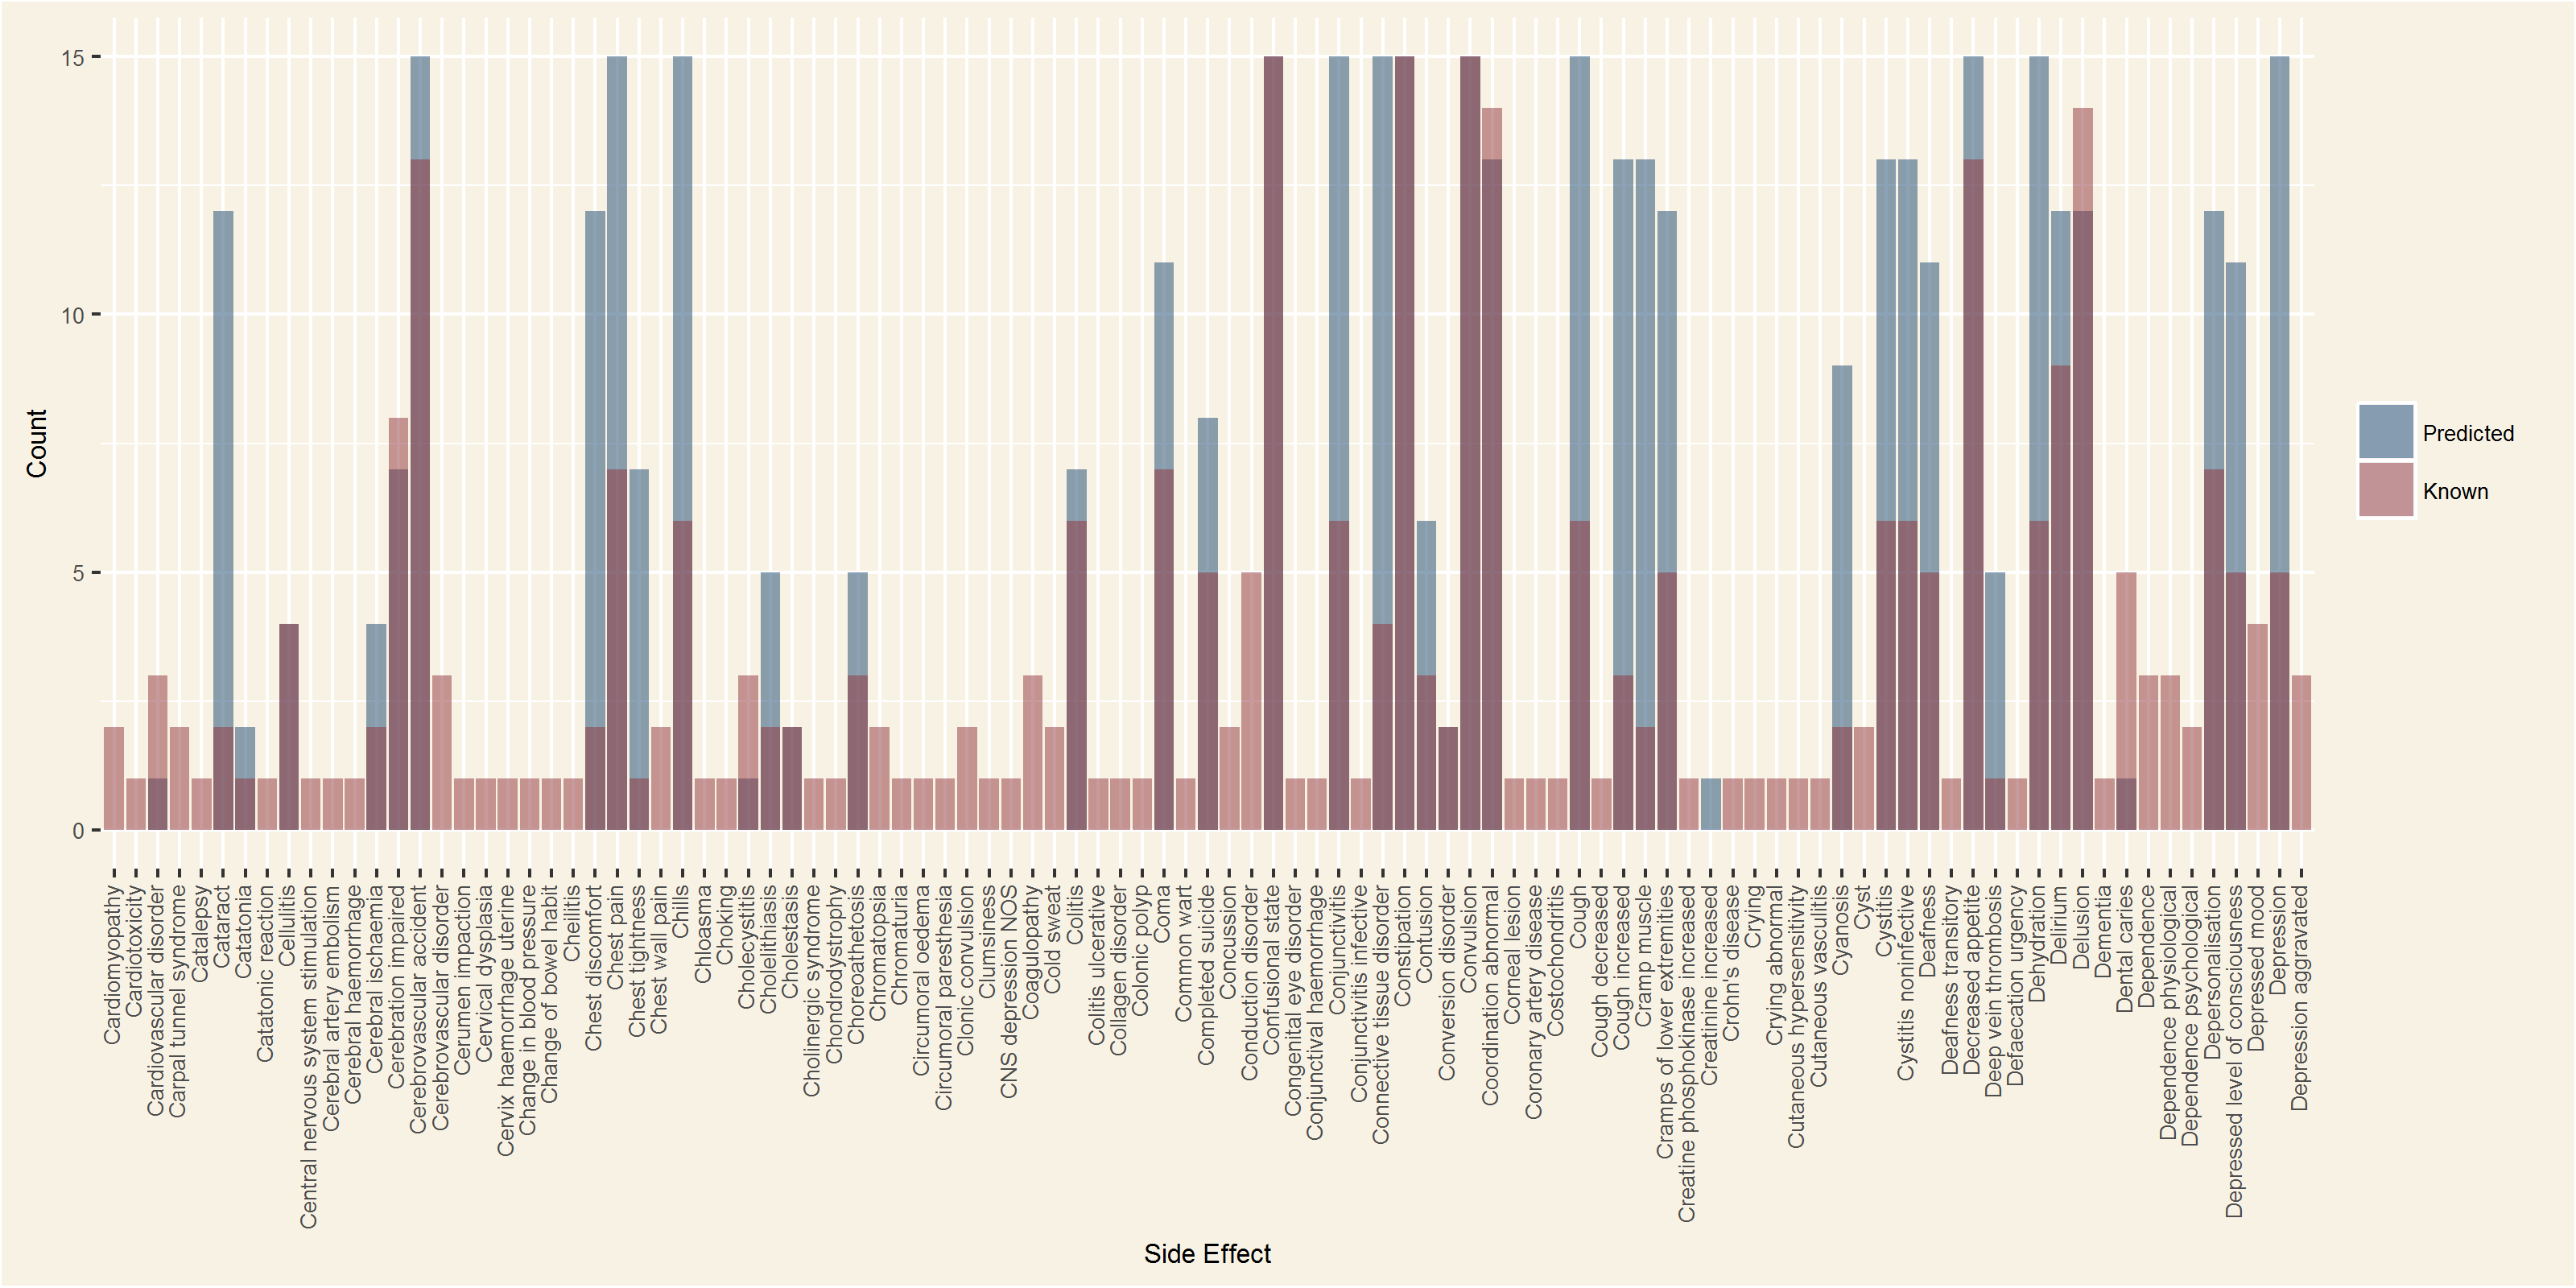 15
10
5
0
Count
Cardiomyopathy
Cardiotoxicity
Cardiovascular disorder
Carpal tunnel syndrome
Catalepsy
Cataract
Catatonia
Catatonic reaction
Cellulitis
Central nervous system stimulation
Cerebral artery embolism
Cerebral haemorrhage
Cerebral ischaemia
Cerebration impaired
Cerebrovascular accident
Cerebrovascular disorder
Cerumen impaction
Cervical dysplasia
Cervix haemorrhage uterine
Change in blood pressure
Change of bowel habit
Cheilitis
Chest discomfort
Chest pain
Chest tightness
Chest wall pain
Chills
Chloasma
Choking
Cholecystitis
Cholelithiasis
Cholestasis
Cholinergic syndrome
Chondrodystrophy
Choreoathetosis
Chromatopsia
Chromaturia
Circumoral oedema
Circumoral paresthesia
Clonic convulsion
Clumsiness
CNS depression NOS
Coagulopathy
Cold sweat
Colitis
Colitis ulcerative
Collagen disorder
Colonic polyp
Coma
Common wart
Completed suicide
Concussion
Conduction disorder
Confusional state
Congenital eye disorder
Conjunctival haemorrhage
Conjunctivitis
Conjunctivitis infective
Connective tissue disorder
Constipation
Contusion
Conversion disorder
Convulsion
Coordination abnormal
Corneal lesion
Coronary artery disease
Costochondritis
Cough
Cough decreased
Cough increased
Cramp muscle
Cramps of lower extremities
Creatine phosphokinase increased
Creatinine increased
Crohn's disease
Crying
Crying abnormal
Cutaneous hypersensitivity
Cutaneous vasculitis
Cyanosis
Cyst
Cystitis
Cystitis noninfective
Deafness
Deafness transitory
Decreased appetite
Deep vein thrombosis
Defaecation urgency
Dehydration
Delirium
Delusion
Dementia
Dental caries
Dependence
Dependence physiological
Dependence psychological
Depersonalisation
Depressed level of consciousness
Depressed mood
Depression
Depression aggravated
Side Effect
Predicted
Known